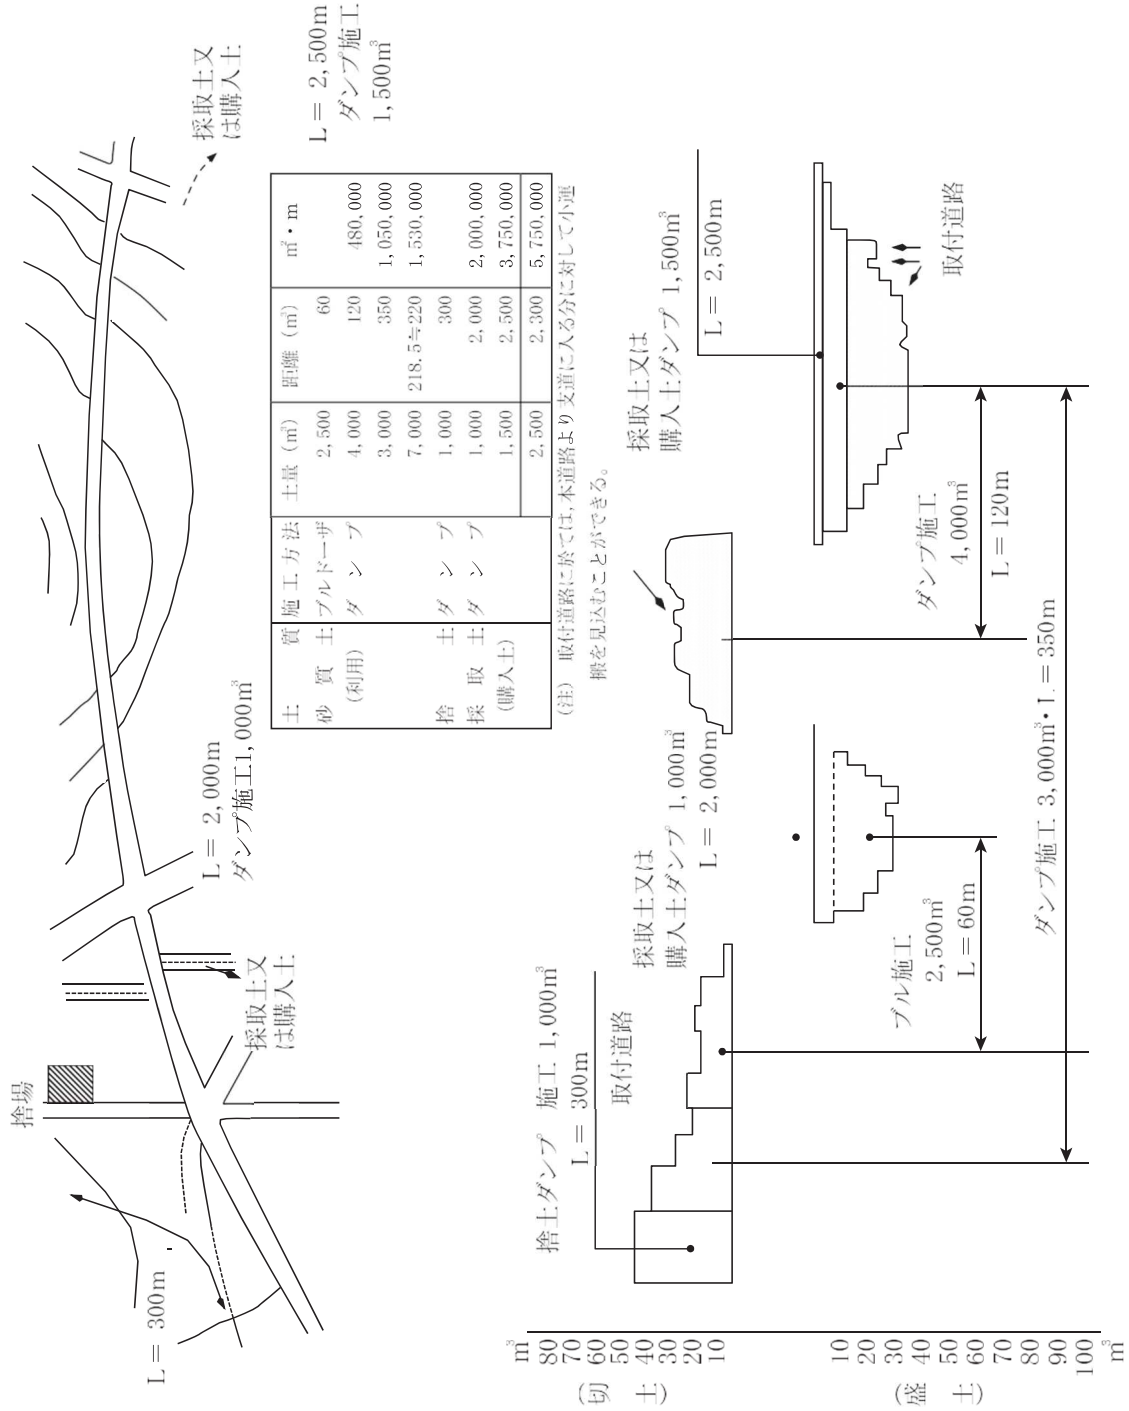 捨場
L＝ 300m
採取土又
は購入土
L＝ 2,000m
ダンプ施工1,000m³
採取土又
は購入土
L＝ 2,500m
ダンプ施工
1,500m³
土 質 施工方法 土量（m³） 距離（m³） m³・m
砂 質 土 ブルドーザ 2,500 60
（利用） ダ ン プ 4,000 120 480,000
3,000 350 1,050,000
7,000 218.5≒220 1,530,000
捨 土 ダ ン プ 1,000 300
採 取 土 ダ ン プ 1,000 2,000 2,000,000
（購入土） 1,500 2,500 3,750,000
2,500 2,300 5,750,000
（注） 取付道路に於ては,本道路より支道に入る分に対して小運
搬を見込むことができる。
捨土ダンプ 施工 1,000m³
L＝ 300m
取付道路
採取土又は
購入土ダンプ 1,000m³
L＝ 2,000m
採取土又は
購入土ダンプ 1,500m³
L＝ 2,500m
取付道路
ブル施工
2,500m³
L＝60m
ダンプ施工
4,000m³
L＝120m
ダンプ施工 3,000m³・L＝350m
m³
80
70
60
50
40
30
20
10
（切 土）
10
20
30
40
50
60
70
80
90
100
m³
（盛 土）